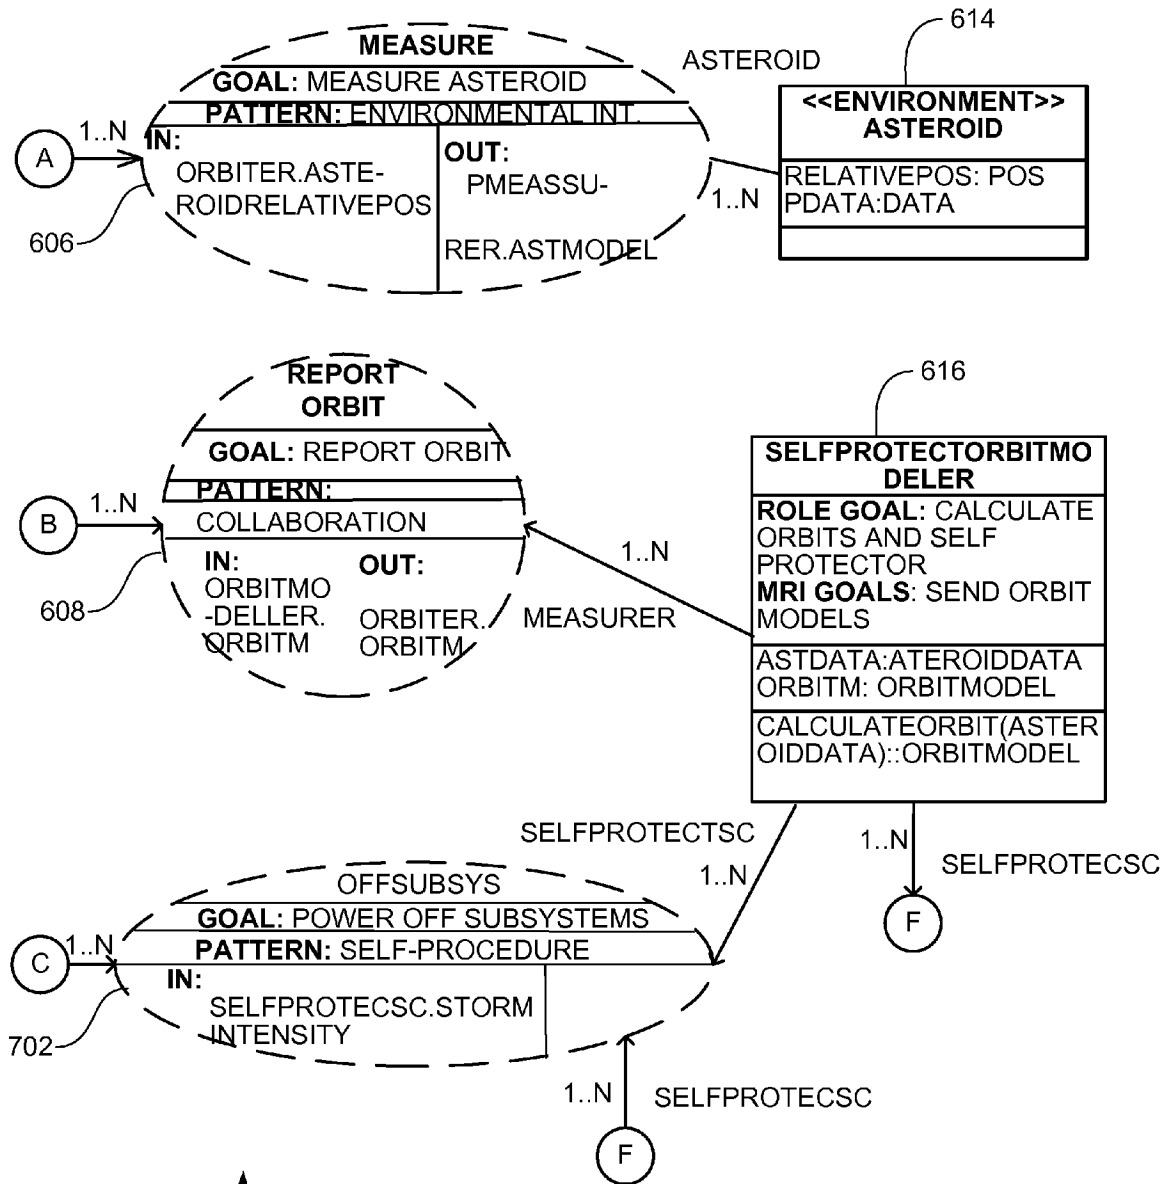 614
MEASURE
ASTEROID
GOAL: MEASURE ASTEROID
<<ENVIRONMENT>>
ASTEROID
PATTERN: ENVIRONMENTAL INT.
1..N
A
IN:
ORBITER.ASTE-
ROIDRELATIVEPOS
OUT:
PMEASSU-
RER.ASTMODEL
1..N
RELATIVEPOS: POS
PDATA:DATA
606
REPORT
ORBIT
616
GOAL: REPORT ORBIT
SELFPROTECTORBITMO
DELER
PATTERN:
COLLABORATION
1..N
B
ROLE GOAL: CALCULATE
ORBITS AND SELF
PROTECTOR
MRI GOALS: SEND ORBIT
MODELS
1..N
IN:
ORBITMO
-DELLER.
ORBITM
OUT:
ORBITER.
ORBITM
608
MEASURER
ASTDATA:ATEROIDDATA
ORBITM: ORBITMODEL
CALCULATEORBIT(ASTER
OIDDATA)::ORBITMODEL
SELFPROTECTSC
1..N
1..N
SELFPROTECSC
F
OFFSUBSYS
GOAL: POWER OFF SUBSYSTEMS
PATTERN: SELF-PROCEDURE
1..N
C
IN:
SELFPROTECSC.STORM
INTENSITY
702
1..N
SELFPROTECSC
F